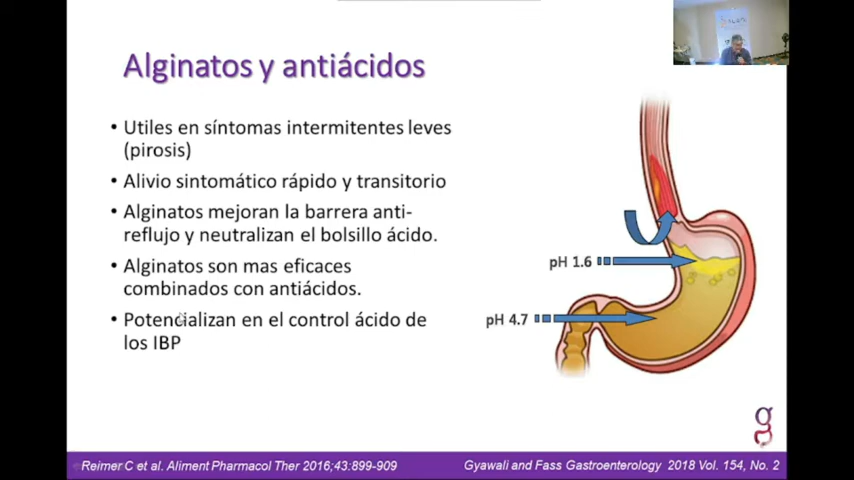 Alginatos y antiácidos
• Utiles en síntomas intermitentes leves
(pirosis)
• Alivio sintomático rápido y transitorio
• Alginatos mejoran la barrera anti-
reflujo y neutralizan el bolsillo ácido.
• Alginatos son mas eficaces
combinados con antiácidos.
• Potencializan en el control ácido de
los IBP
pH 1.6
pH 4.7
Reimer C et al. Aliment Pharmacol Ther 2016;43:899-909
Gyawali and Fass Gastroenterology 2018 Vol. 154, No. 2